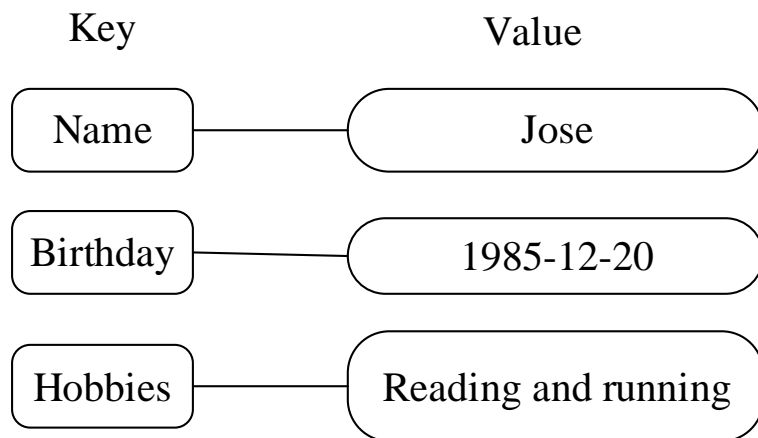 Key Value
Name Jose
Birthday 1985-12-20
Hobbies Reading and running